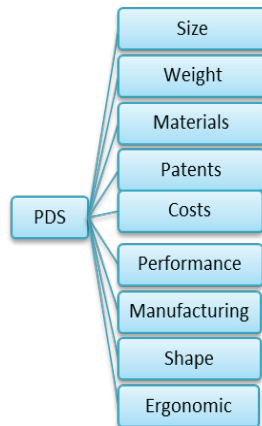 PDS
Size
Weight
Materials
Patents
Costs
Performance
Manufacturing
Shape
Ergonomic